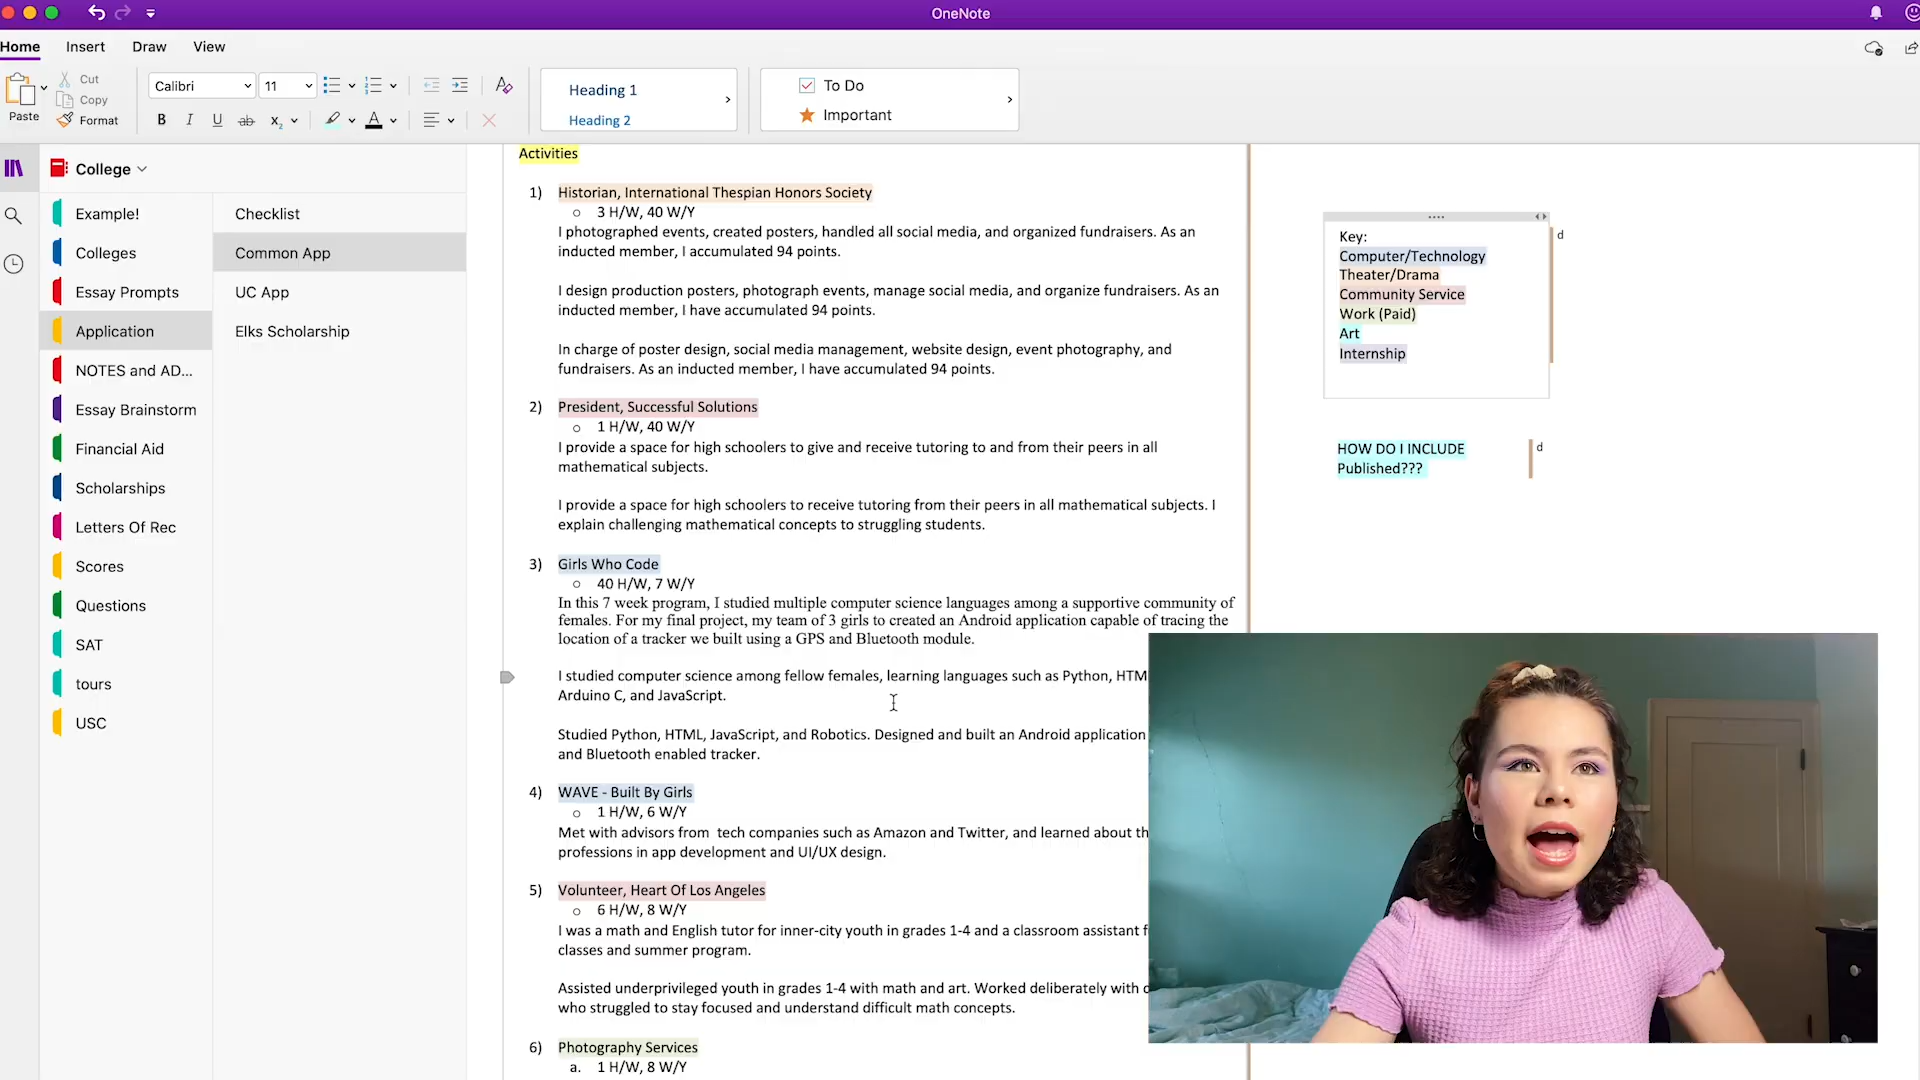 OneNote
Home Insert Draw View
Paste
Cut
Copy
Format
Calibri 11
B I U ab x₂ A
Heading 1
Heading 2
To Do
Important
College
Example!
Colleges
Essay Prompts
Application
NOTES and AD...
Essay Brainstorm
Financial Aid
Scholarships
Letters Of Rec
Scores
Questions
SAT
tours
USC
Checklist
Common App
UC App
Elks Scholarship
Activities
1) Historian, International Thespian Honors Society
○ 3 H/W, 40 W/Y
I photographed events, created posters, handled all social media, and organized fundraisers. As an
inducted member, I accumulated 94 points.
I design production posters, photograph events, manage social media, and organize fundraisers. As an
inducted member, I have accumulated 94 points.
In charge of poster design, social media management, website design, event photography, and
fundraisers. As an inducted member, I have accumulated 94 points.
2) President, Successful Solutions
○ 1 H/W, 40 W/Y
I provide a space for high schoolers to give and receive tutoring to and from their peers in all
mathematical subjects.
I provide a space for high schoolers to receive tutoring from their peers in all mathematical subjects. I
explain challenging mathematical concepts to struggling students.
3) Girls Who Code
○ 40 H/W, 7 W/Y
In this 7 week program, I studied multiple computer science languages among a supportive community of
females. For my final project, my team of 3 girls to created an Android application capable of tracing the
location of a tracker we built using a GPS and Bluetooth module.
I studied computer science among fellow females, learning languages such as Python, HTM
Arduino C, and JavaScript.
Studied Python, HTML, JavaScript, and Robotics. Designed and built an Android application
and Bluetooth enabled tracker.
4) WAVE - Built By Girls
○ 1 H/W, 6 W/Y
Met with advisors from tech companies such as Amazon and Twitter, and learned about th
professions in app development and UI/UX design.
5) Volunteer, Heart Of Los Angeles
○ 6 H/W, 8 W/Y
I was a math and English tutor for inner-city youth in grades 1-4 and a classroom assistant f
classes and summer program.
Assisted underprivileged youth in grades 1-4 with math and art. Worked deliberately with
who struggled to stay focused and understand difficult math concepts.
6) Photography Services
a. 1 H/W, 8 W/Y
Key:
Computer/Technology
Theater/Drama
Community Service
Work (Paid)
Art
Internship
d
HOW DO I INCLUDE
Published???
d